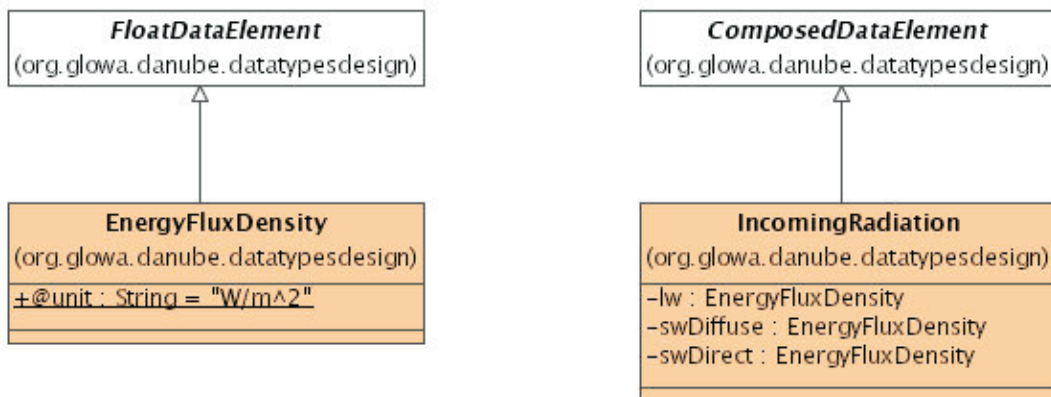 FloatDataElement
(org.glowa.danube.datatypesdesign)
EnergyFluxDensity
(org.glowa.danube.datatypesdesign)
+@unit : String = "W/m^2"
ComposedDataElement
(org.glowa.danube.datatypesdesign)
IncomingRadiation
(org.glowa.danube.datatypesdesign)
-lw : EnergyFluxDensity
-swDiffuse : EnergyFluxDensity
-swDirect : EnergyFluxDensity